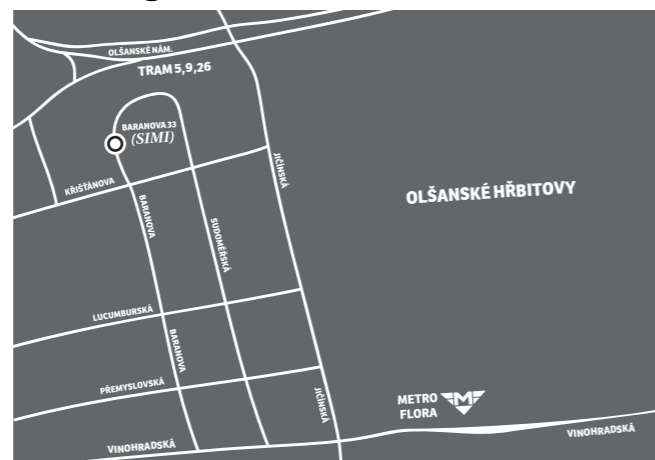 OLŠANSKÉ NÁM.
TRAM 5,9,26
BARANOVA 33
(SIMI)
JIČÍNSKÁ
KŘIŠŤANOVA
BARANOVA
OLŠANSKÉ HŘBITOVY
SUDOMĚŘSKÁ
LUCUMBURSKÁ
BARANOVA
PŘEMYSLOVSKÁ
JIČÍNSKÁ
METRO
FLORA
M
VINOHRADSKÁ
VINOHRADSKÁ